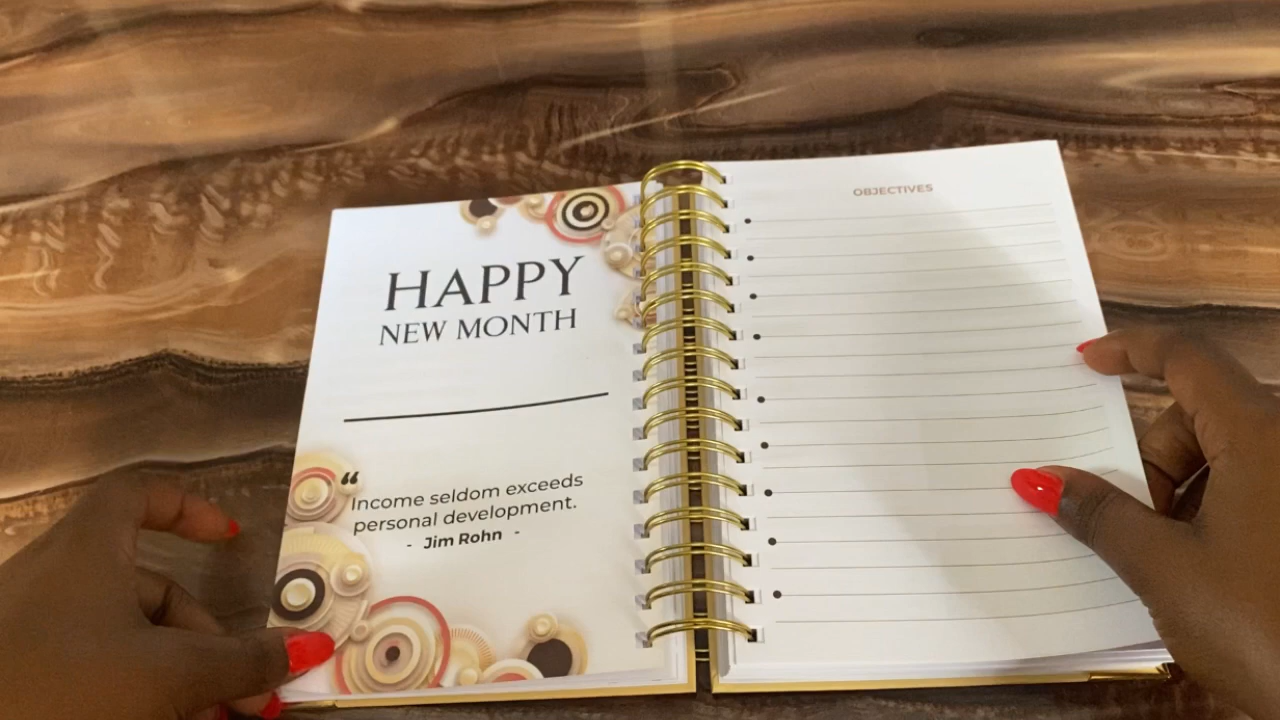 HAPPY
NEW MONTH
“
Income seldom exceeds
personal development.
- Jim Rohn -
OBJECTIVES